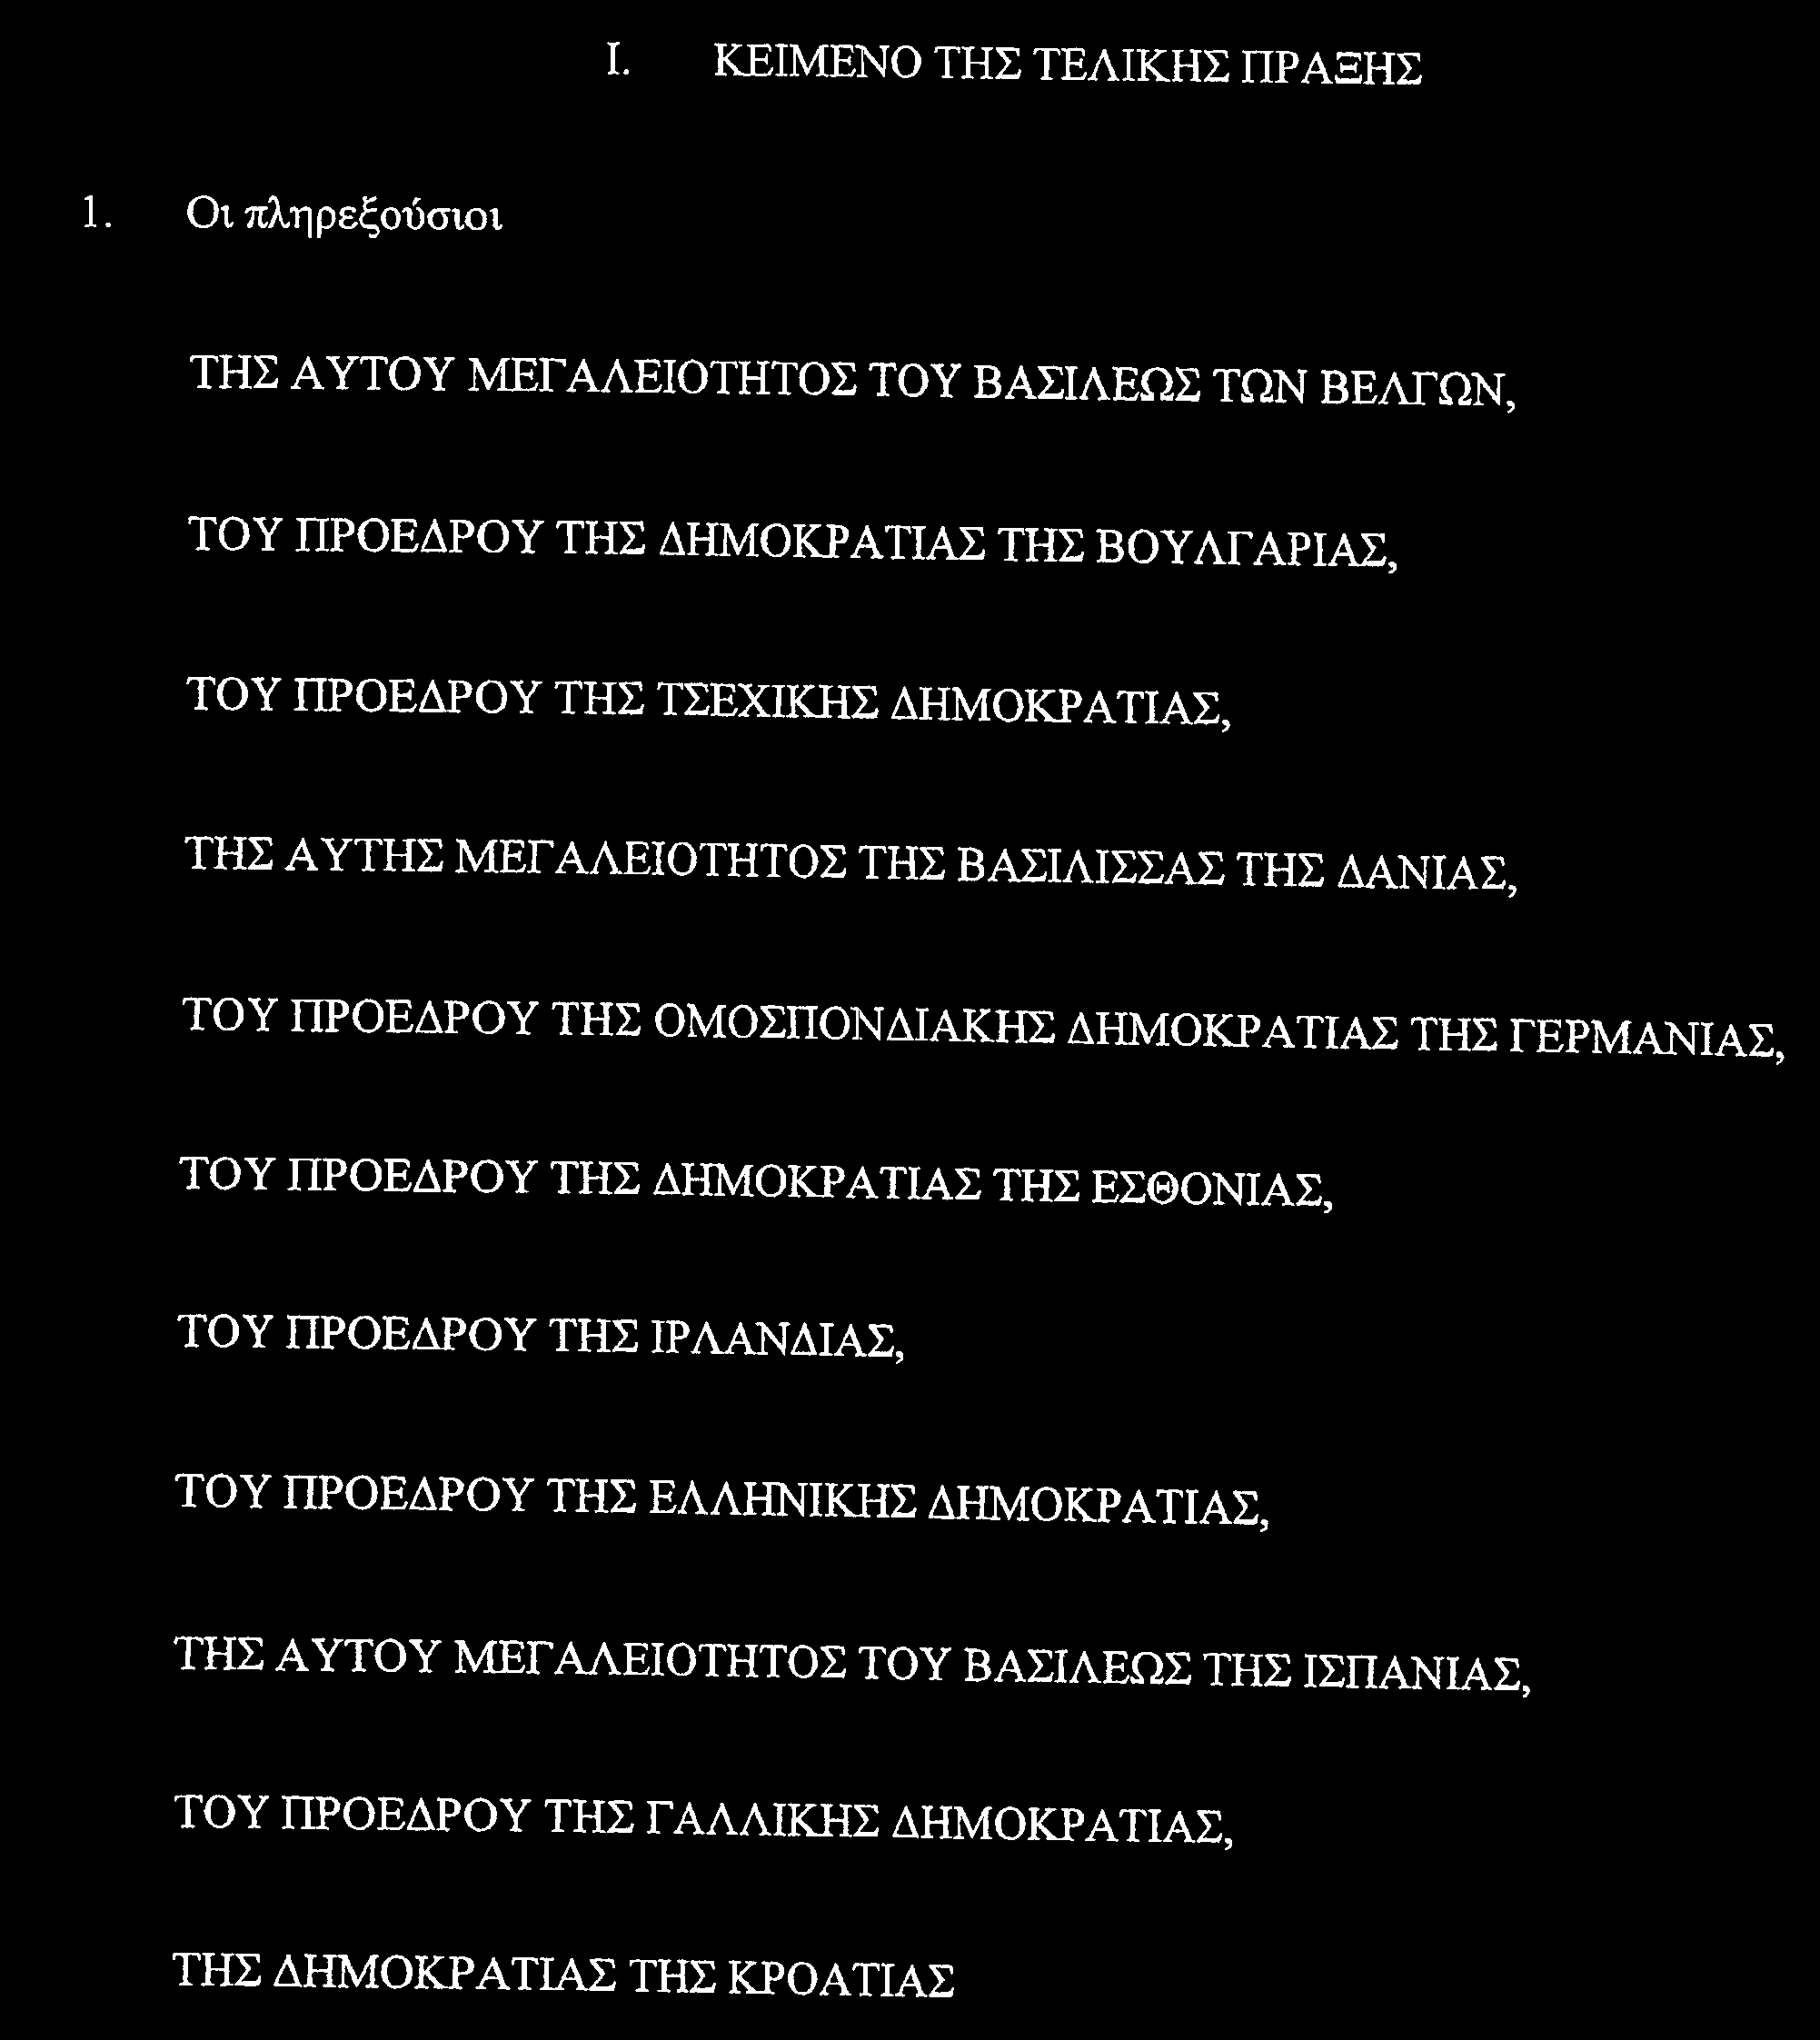 I. ΚΕΙΜΕΝΟ ΤΗΣ ΤΕΛΙΚΗΣ ΠΡΑΞΗΣ
1. Οι πληρεξούσιοι
ΤΗΣ ΑΥΤΟΥ ΜΕΓΑΛΕΙΟΤΗΤΟΣ ΤΟΥ ΒΑΣΙΛΕΩΣ ΤΩΝ ΒΕΛΓΩΝ,
ΤΟΥ ΠΡΟΕΔΡΟΥ ΤΗΣ ΔΗΜΟΚΡΑΤΙΑΣ ΤΗΣ ΒΟΥΛΓΑΡΙΑΣ,
ΤΟΥ ΠΡΟΕΔΡΟΥ ΤΗΣ ΤΣΕΧΙΚΗΣ ΔΗΜΟΚΡΑΤΙΑΣ,
ΤΗΣ ΑΥΤΗΣ ΜΕΓΑΛΕΙΟΤΗΤΟΣ ΤΗΣ ΒΑΣΙΛΙΣΣΑΣ ΤΗΣ ΔΑΝΙΑΣ,
ΤΟΥ ΠΡΟΕΔΡΟΥ ΤΗΣ ΟΜΟΣΠΟΝΔΙΑΚΗΣ ΔΗΜΟΚΡΑΤΙΑΣ ΤΗΣ ΓΕΡΜΑΝΙΑΣ,
ΤΟΥ ΠΡΟΕΔΡΟΥ ΤΗΣ ΔΗΜΟΚΡΑΤΙΑΣ ΤΗΣ ΕΣΘΟΝΙΑΣ,
ΤΟΥ ΠΡΟΕΔΡΟΥ ΤΗΣ ΙΡΛΑΝΔΙΑΣ,
ΤΟΥ ΠΡΟΕΔΡΟΥ ΤΗΣ ΕΛΛΗΝΙΚΗΣ ΔΗΜΟΚΡΑΤΙΑΣ,
ΤΗΣ ΑΥΤΟΥ ΜΕΓΑΛΕΙΟΤΗΤΟΣ ΤΟΥ ΒΑΣΙΛΕΩΣ ΤΗΣ ΙΣΠΑΝΙΑΣ,
ΤΟΥ ΠΡΟΕΔΡΟΥ ΤΗΣ ΓΑΛΛΙΚΗΣ ΔΗΜΟΚΡΑΤΙΑΣ,
ΤΗΣ ΔΗΜΟΚΡΑΤΙΑΣ ΤΗΣ ΚΡΟΑΤΙΑΣ